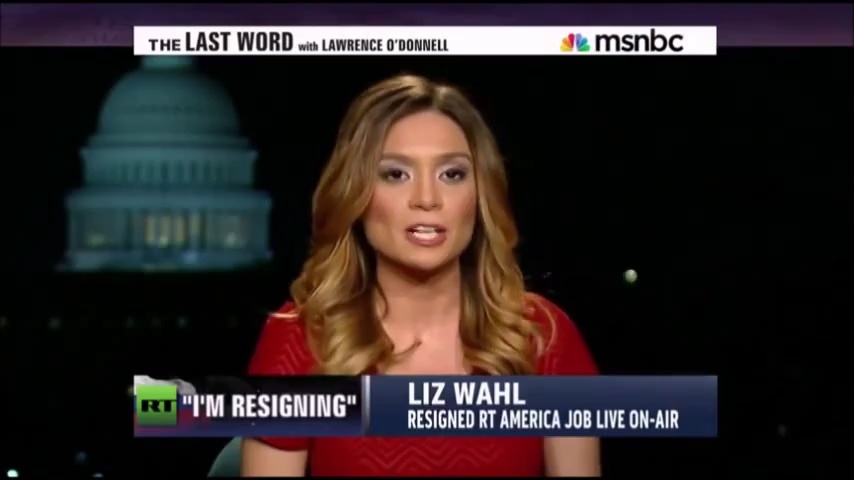 THE LAST WORD WITH LAWRENCE O'DONNELL
msnbc
RT "I'M RESIGNING"
LIZ WAHL
RESIGNED RT AMERICA JOB LIVE ON-AIR